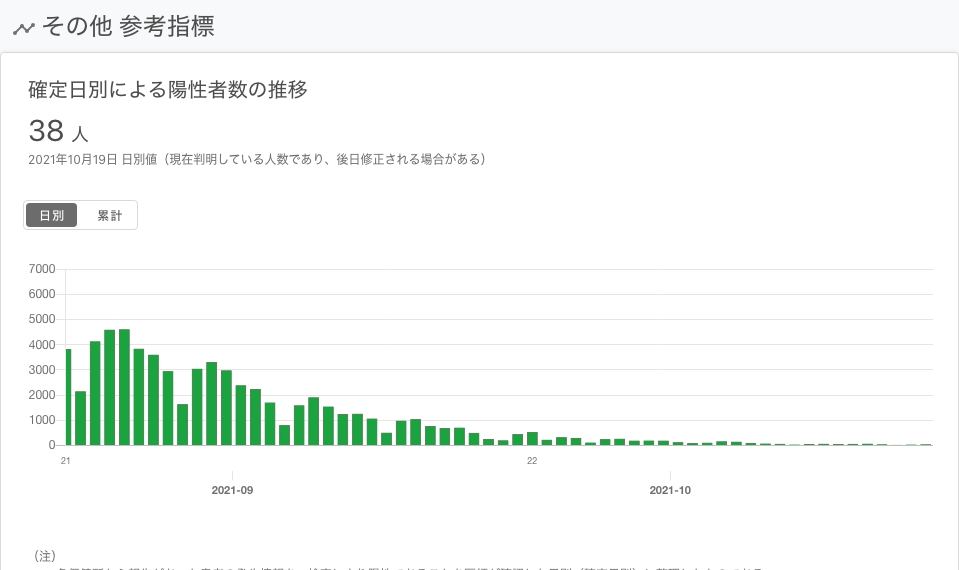 その他 参考指標
確定日別による陽性者数の推移
38 人
2021年10月19日 日別値（現在判明している人数であり、後日修正される場合がある）
日別 累計
7000
6000
5000
4000
3000
2000
1000
0
21 22
2021-09 2021-10
（注）